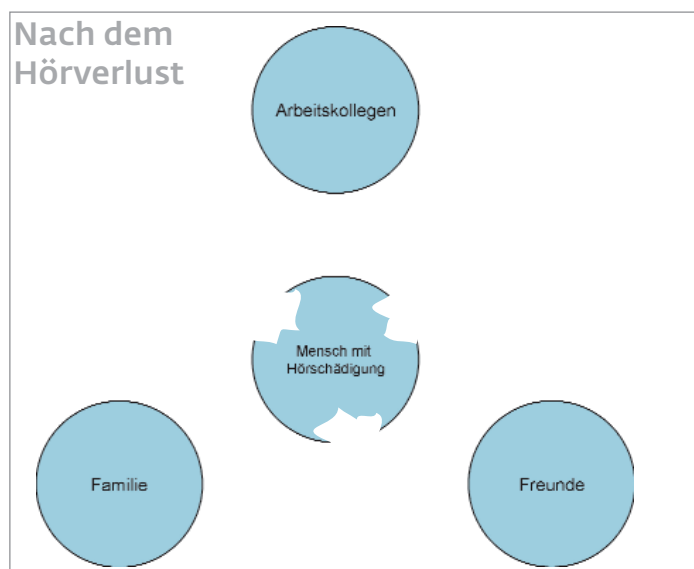 Nach dem
Hörverlust
Arbeitskollegen
Mensch mit
Hörschädigung
Familie
Freunde